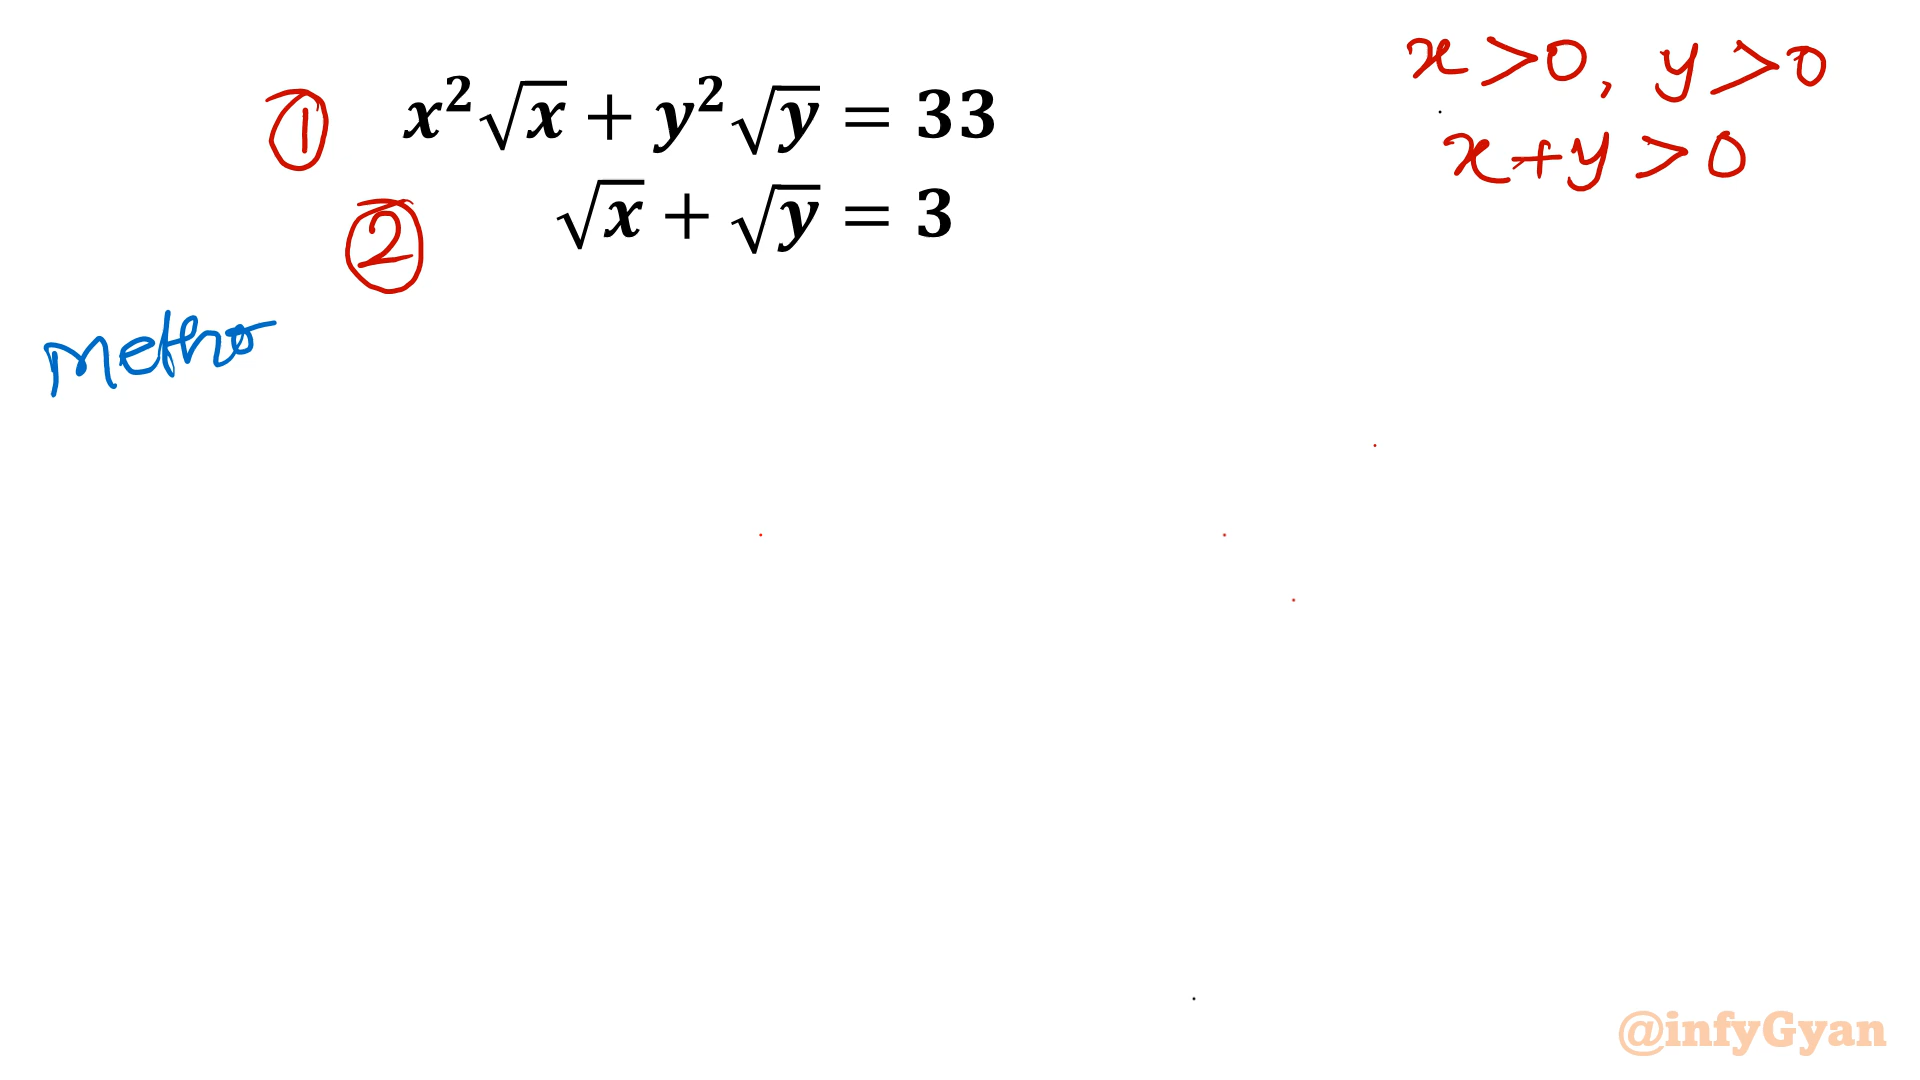 ① x²√x + y²√y = 33
② √x + √y = 3
x > 0, y > 0
x + y > 0
Metho
@infyGyan